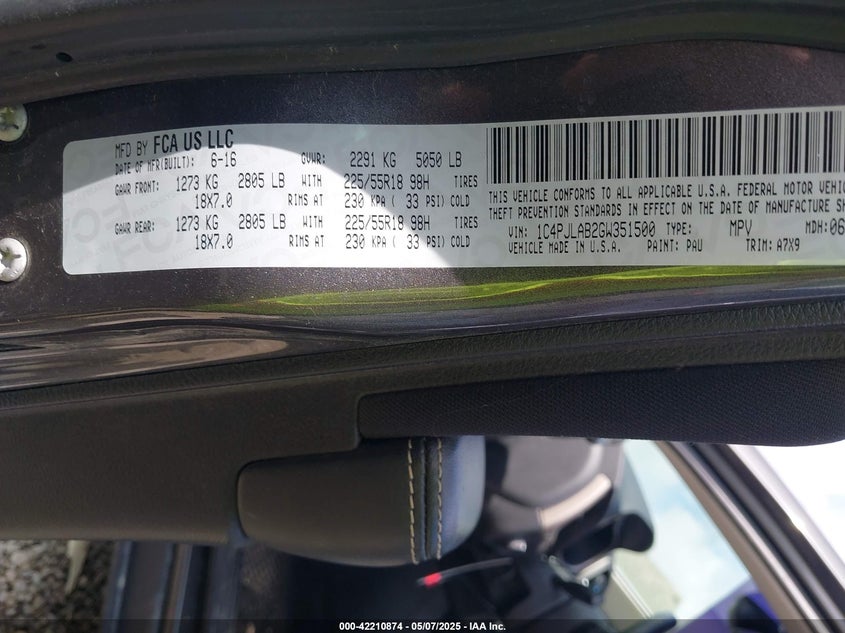 MFD BY FCA US LLC
DATE OF MFR(BUILT): 6-16 GVWR: 2291 KG 5050 LB
GAWR FRONT: 1273 KG 2805 LB WITH 225/55R18 98H TIRES
18X7.0 RIMS AT 230 KPA ( 33 PSI) COLD
GAWR REAR: 1273 KG 2805 LB WITH 225/55R18 98H TIRES
18X7.0 RIMS AT 230 KPA ( 33 PSI) COLD
THIS VEHICLE CONFORMS TO ALL APPLICABLE U.S.A. FEDERAL MOTOR VEHIC
THEFT PREVENTION STANDARDS IN EFFECT ON THE DATE OF MANUFACTURE SH
VIN: 1C4PJLAB2GW351500 TYPE: MPV MDH: 06
VEHICLE MADE IN U.S.A. PAINT: PAU TRIM: A7X9
000-42210874 05/07/2025 - IAA Inc.